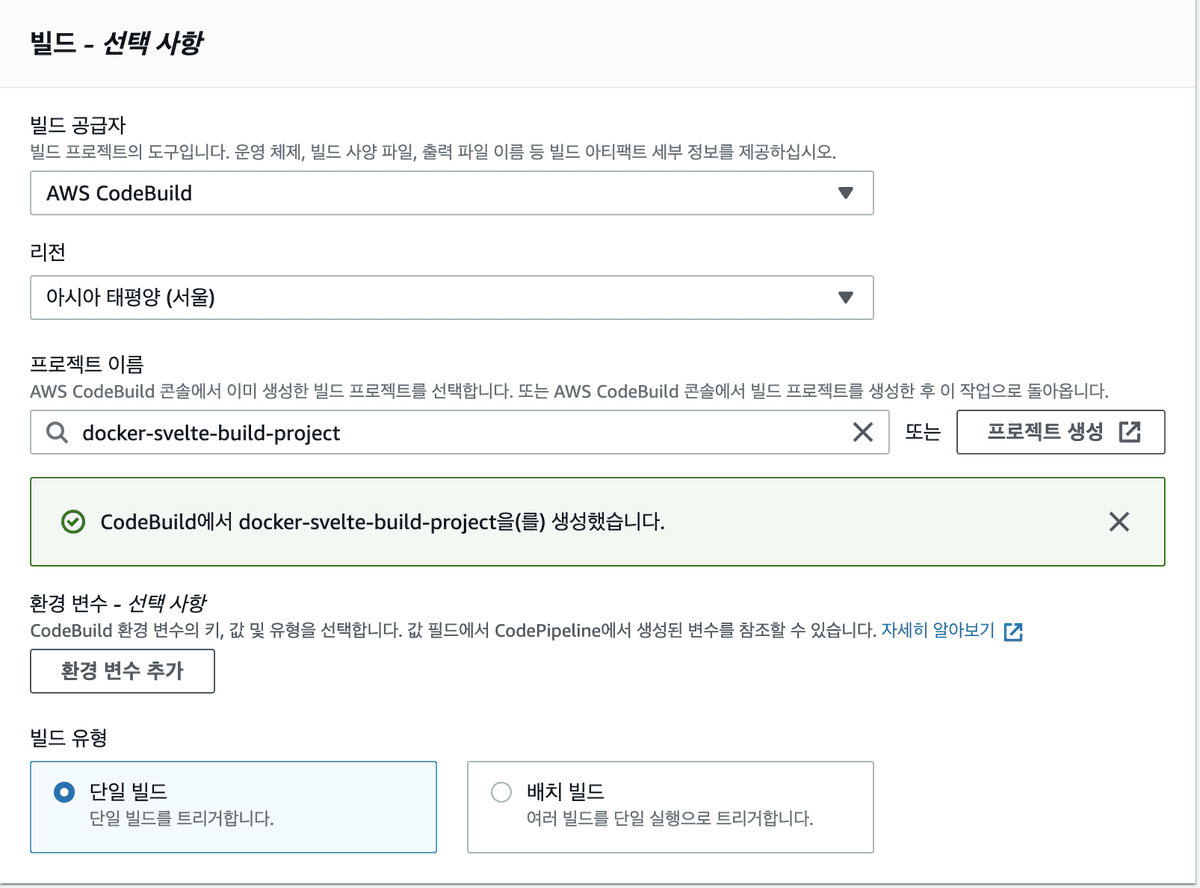 빌드 - 선택 사항
빌드 공급자
빌드 프로젝트의 도구입니다. 운영 체제, 빌드 사양 파일, 출력 파일 이름 등 빌드 아티팩트 세부 정보를 제공하십시오.
AWS CodeBuild
리전
아시아 태평양 (서울)
프로젝트 이름
AWS CodeBuild 콘솔에서 이미 생성한 빌드 프로젝트를 선택합니다. 또는 AWS CodeBuild 콘솔에서 빌드 프로젝트를 생성한 후 이 작업으로 돌아옵니다.
docker-svelte-build-project 또는 프로젝트 생성
CodeBuild에서 docker-svelte-build-project을(를) 생성했습니다.
환경 변수 - 선택 사항
CodeBuild 환경 변수의 키, 값 및 유형을 선택합니다. 값 필드에서 CodePipeline에서 생성된 변수를 참조할 수 있습니다. 자세히 알아보기
환경 변수 추가
빌드 유형
단일 빌드
단일 빌드를 트리거합니다.
배치 빌드
여러 빌드를 단일 실행으로 트리거합니다.